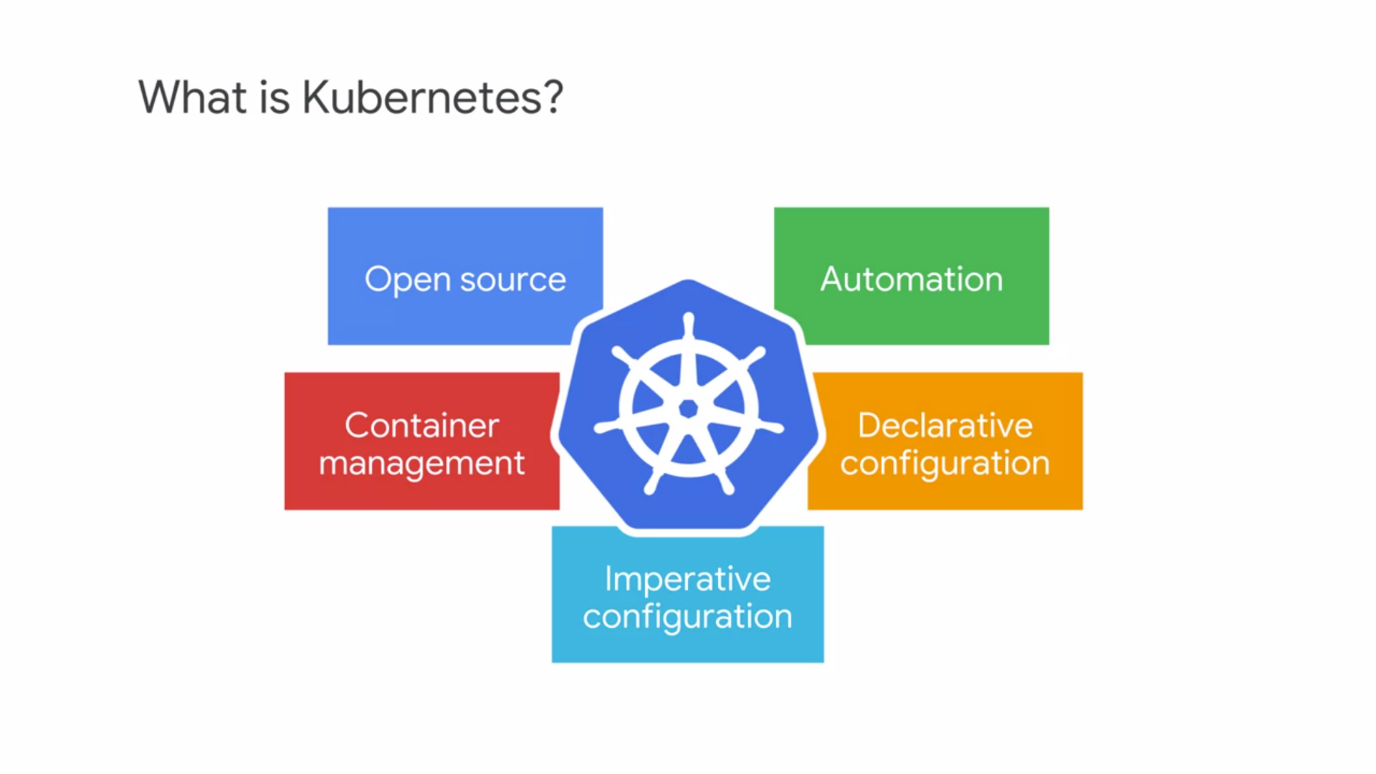 What is Kubernetes?
Open source
Automation
Container
management
Declarative
configuration
Imperative
configuration